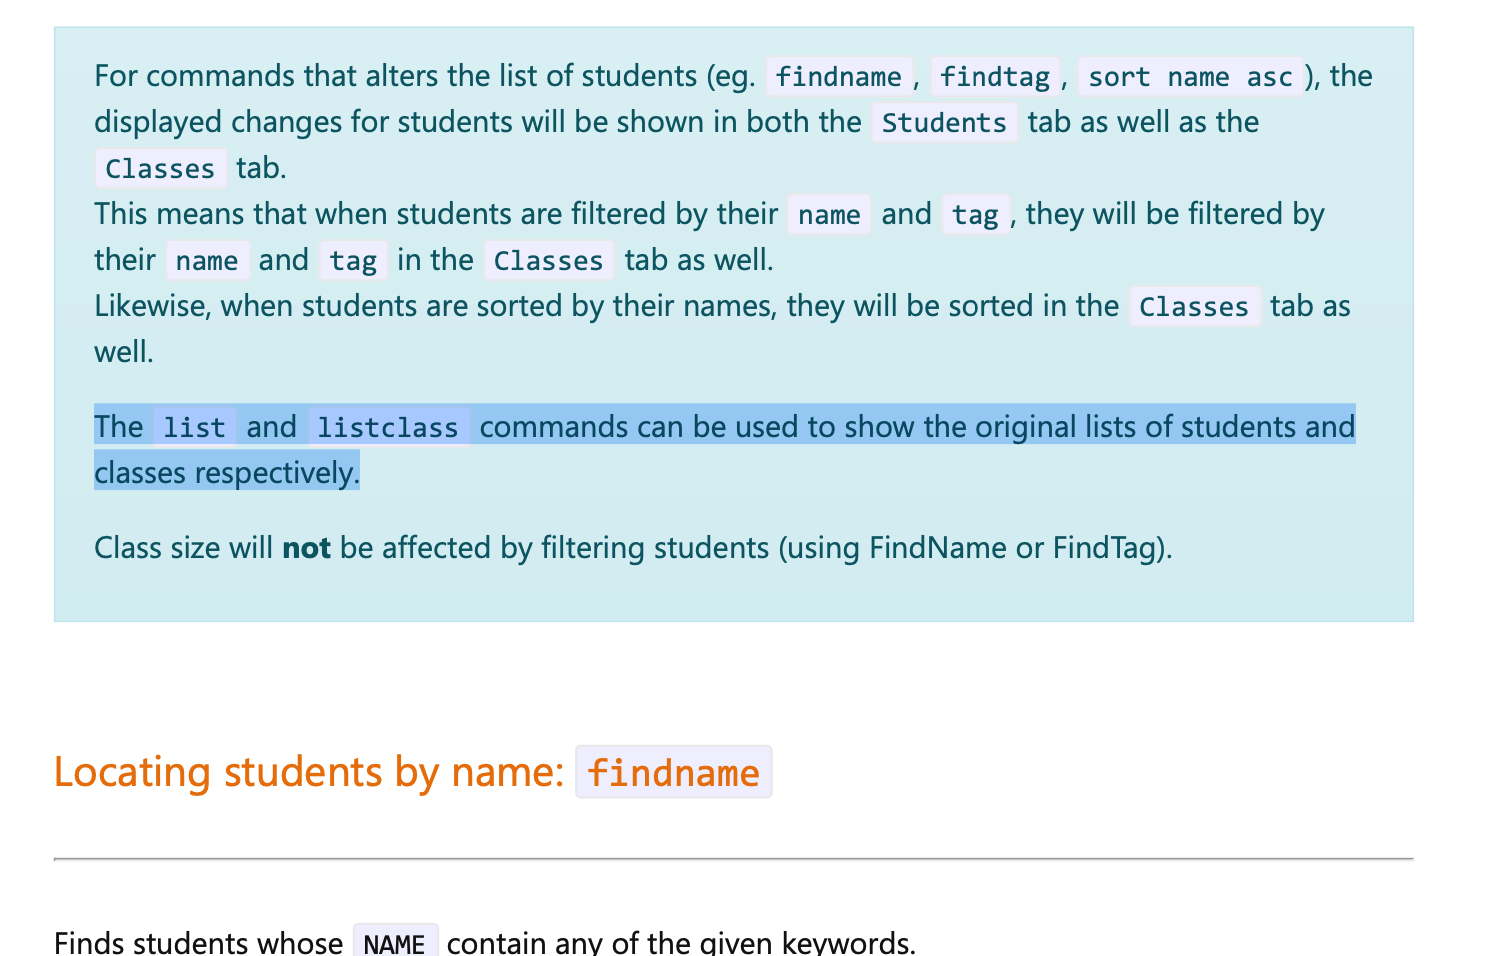 For commands that alters the list of students (eg. findname, findtag, sort name asc), the
displayed changes for students will be shown in both the Students tab as well as the
Classes tab.
This means that when students are filtered by their name and tag, they will be filtered by
their name and tag in the Classes tab as well.
Likewise, when students are sorted by their names, they will be sorted in the Classes tab as
well.
The list and listclass commands can be used to show the original lists of students and
classes respectively.
Class size will not be affected by filtering students (using FindName or FindTag).
Locating students by name: findname
Finds students whose NAME contain any of the given keywords.